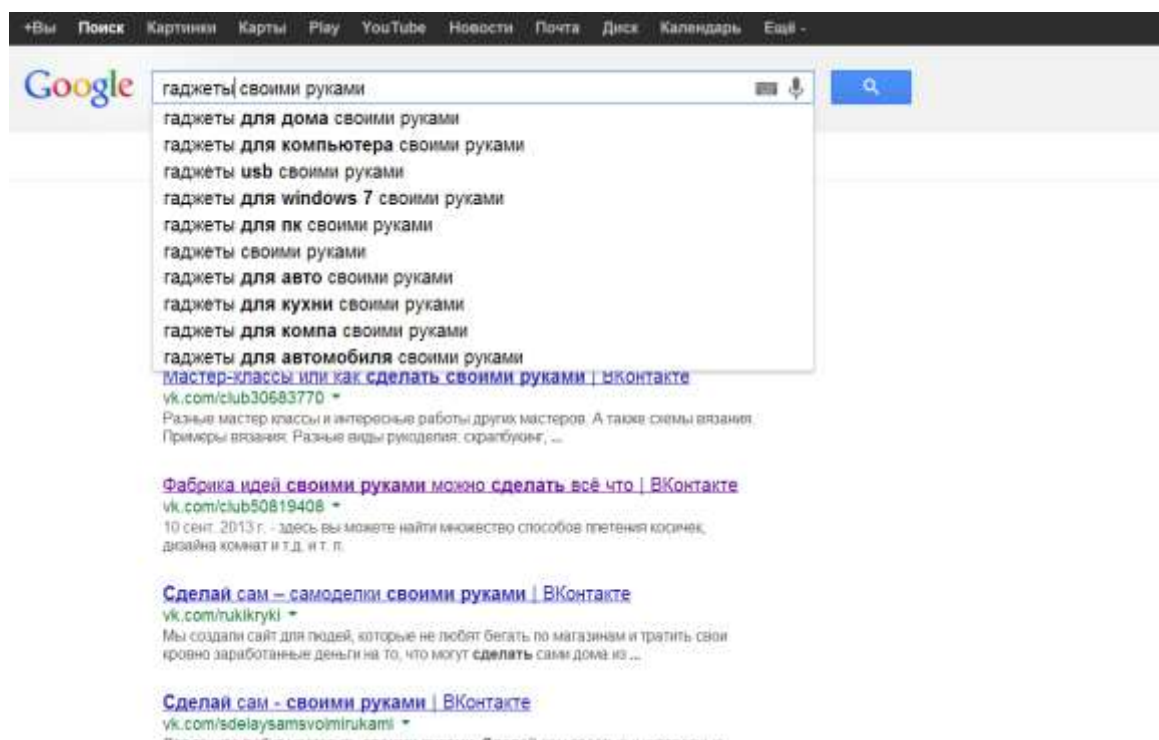 +Вы Поиск Картинки Карты Play YouTube Новости Почта Диск Календарь Ещё
Google гаджеты своими руками
гаджеты для дома своими руками
гаджеты для компьютера своими руками
гаджеты usb своими руками
гаджеты для windows 7 своими руками
гаджеты для пк своими руками
гаджеты своими руками
гаджеты для авто своими руками
гаджеты для кухни своими руками
гаджеты для компа своими руками
гаджеты для автомобиля своими руками
Мастер-классы или как сделать своими руками | ВКонтакте
vk.com/club30683770
Разные мастер классы и интересные работы других мастеров. А также схемы вязания.
Примеры вязания. Разные виды рукоделия: скрапбукинг, ...
Фабрика идей своими руками можно сделать всё что | ВКонтакте
vk.com/club50819408
10 сент. 2013 г. - здесь вы можете найти множество способов плетения косичек,
дизайна комнат и т.д. и т. п.
Сделай сам – самоделки своими руками | ВКонтакте
vk.com/rukikryki
Мы создали сайт для людей, которые не любят бегать по магазинам и тратить свои
кровно заработанные деньги на то, что могут сделать сами дома из ...
Сделай сам - своими руками | ВКонтакте
vk.com/sdelaysamsvoimirukami